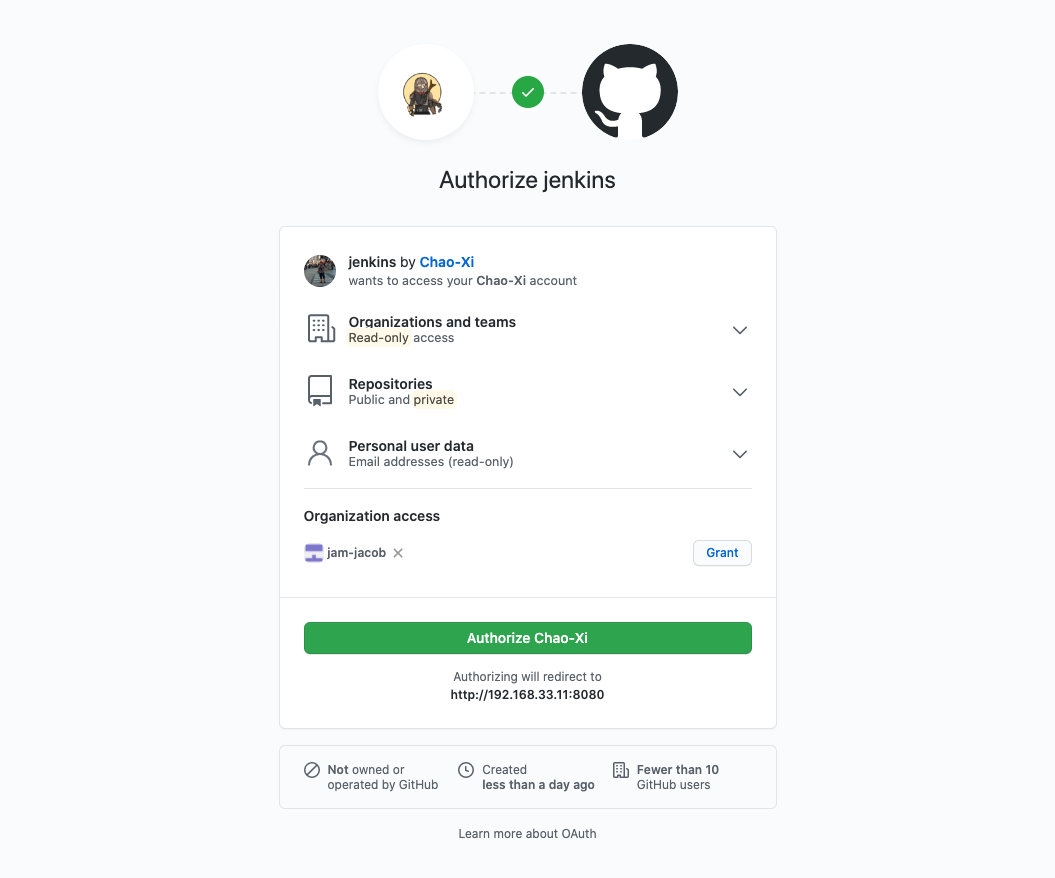 Authorize jenkins
jenkins by Chao-Xi
wants to access your Chao-Xi account
Organizations and teams
Read-only access
Repositories
Public and private
Personal user data
Email addresses (read-only)
Organization access
jam-jacob
Grant
Authorize Chao-Xi
Authorizing will redirect to
http://192.168.33.11:8080
Not owned or
operated by GitHub
Created
less than a day ago
Fewer than 10
GitHub users
Learn more about OAuth